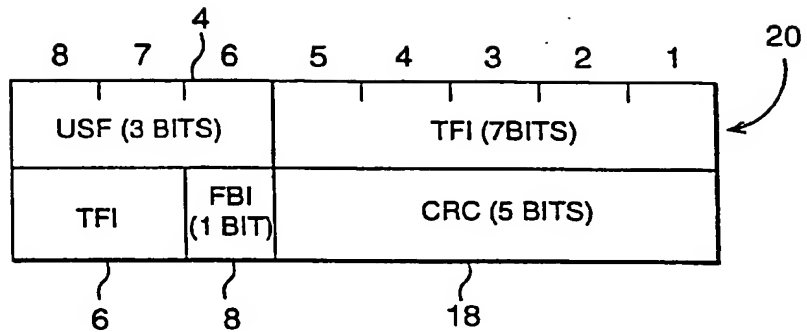 4
8 7 6 5 4 3 2 1
20
USF (3 BITS) TFI (7BITS)
TFI FBI (1 BIT) CRC (5 BITS)
6 8 18